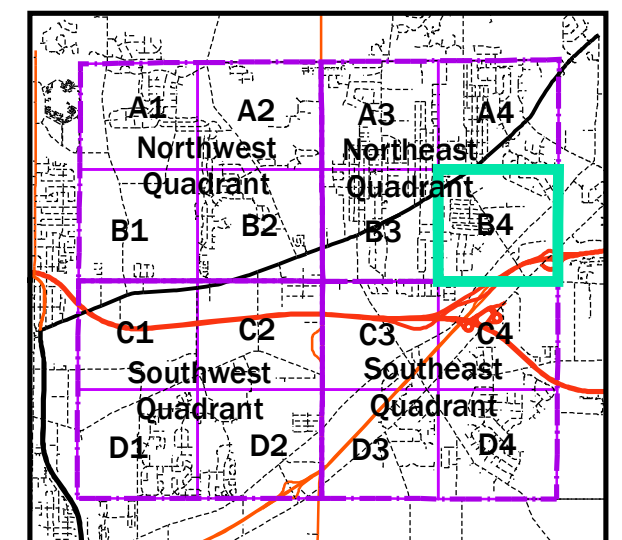 A1 A2 A3 A4
Northwest Northeast
Quadrant Quadrant
B1 B2 B3 B4
C1 C2 C3 C4
Southwest Southeast
Quadrant Quadrant
D1 D2 D3 D4